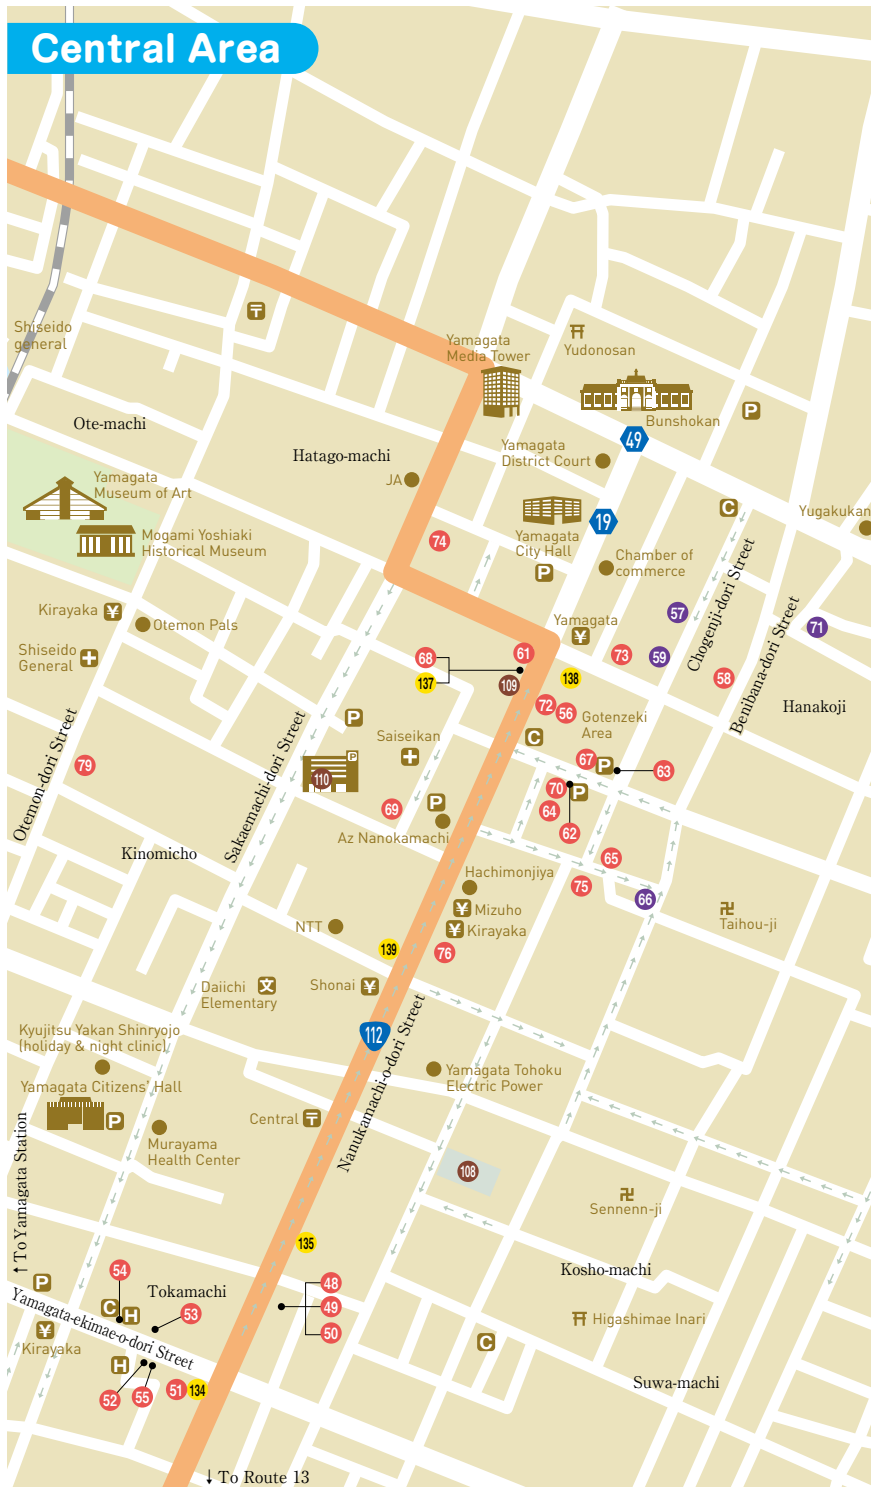 Central Area
Shiseido
general
〒
Yamagata
Media Tower
Yudonosan
Bunshokan
P
49
Ote-machi
Hatago-machi
Yamagata
District Court
JA
Yamagata
Museum of Art
C
Yugakukan
19
Mogami Yoshiaki
Historical Museum
74
Yamagata
City Hall
P
Chamber of
commerce
Chogenji-dori Street
Kirayaka ¥
Otemon Pals
57
Benibana-dori Street
71
Yamagata
¥
Shiseido
General
68
61
73
59
137
109
138
58
Hanakoji
72
56
Gotenzeki
Area
P
Otemon-dori Street
Sakaemachi-dori Street
Saiseikan
C
79
P
110
67
P
63
70
P
69
P
64
62
Az Nanokamachi
Kinomicho
65
Hachimonjiya
75
66
卍
Taihou-ji
¥ Mizuho
NTT
¥ Kirayaka
139
76
Daiichi
Elementary
文
Shonai ¥
112
Nanukamachi-o-dori Street
Kyujitsu Yakan Shinryojo
(holiday & night clinic)
Yamagata Tohoku
Electric Power
Yamagata Citizens' Hall
P
Central 〒
Murayama
Health Center
108
卍
Sennenn-ji
↑To Yamagata Station
135
54
Kosho-machi
P
Tokamachi
48
C
H
53
49
Higashimae Inari
Yamagata-ekimae-o-dori Street
¥
Kirayaka
50
C
H
52
55
51
134
Suwa-machi
↓ To Route 13